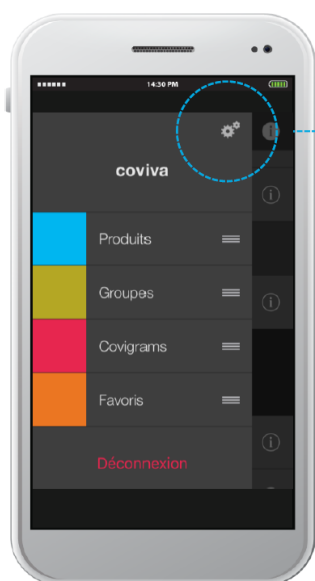 14:30 PM
coviva
Produits
Groupes
Covigrams
Favoris
Déconnexion